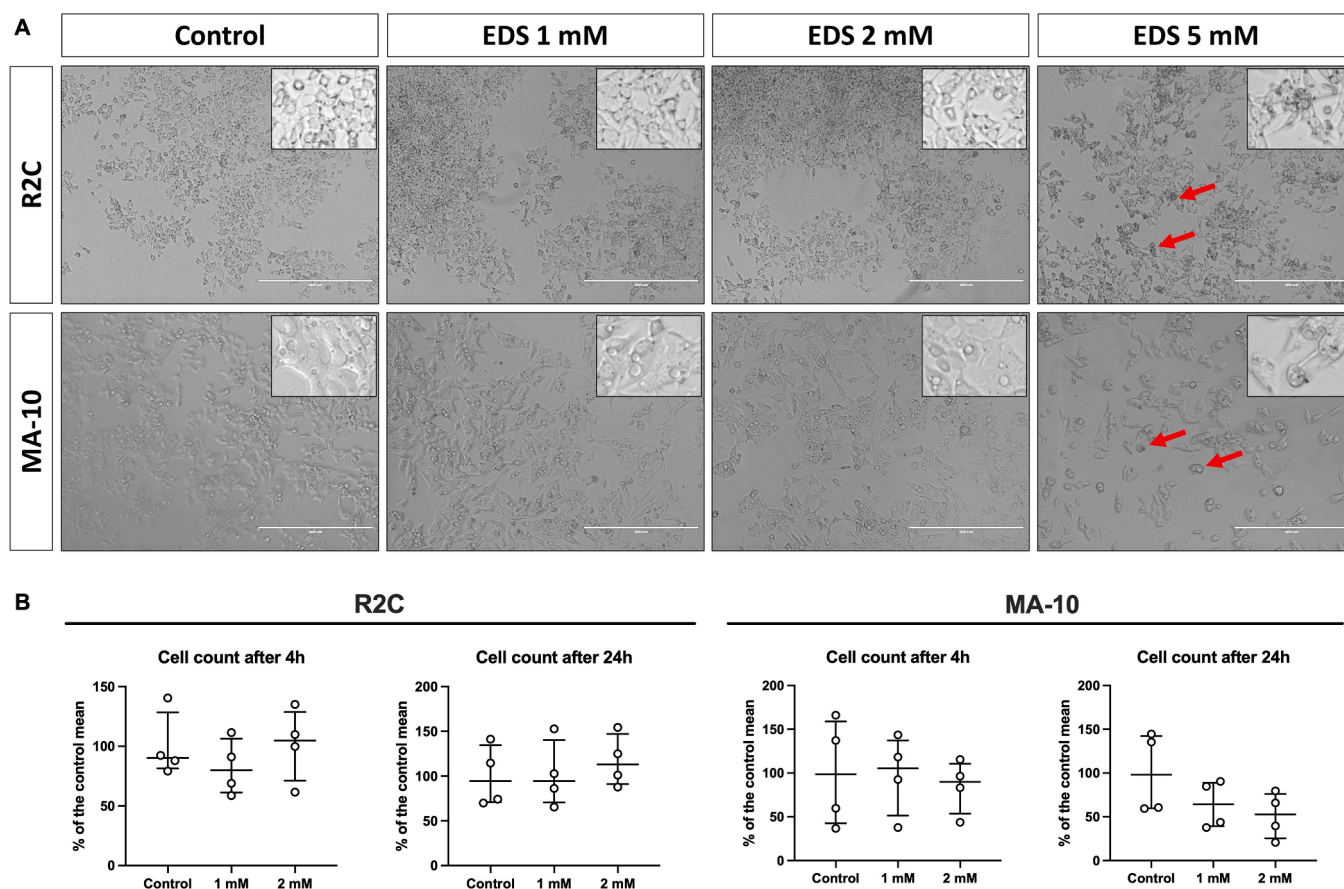 A
Control
EDS 1 mM
EDS 2 mM
EDS 5 mM
R2C
MA-10
B
R2C
MA-10
Cell count after 4h
% of the control mean
150
100
50
0
Control
1 mM
2 mM
Cell count after 24h
% of the control mean
200
150
100
50
0
Control
1 mM
2 mM
Cell count after 4h
% of the control mean
200
150
100
50
0
Control
1 mM
2 mM
Cell count after 24h
% of the control mean
200
150
100
50
0
Control
1 mM
2 mM